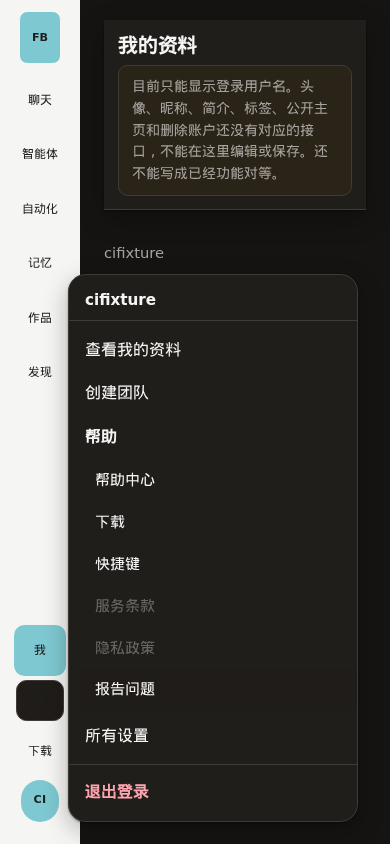 FB
聊天
智能体
自动化
记忆
作品
发现
我
下载
CI
我的资料
目前只能显示登录用户名。头
像、昵称、简介、标签、公开主
页和删除账户还没有对应的接
口，不能在这里编辑或保存。还
不能写成已经功能对等。
cifixture
cifixture
查看我的资料
创建团队
帮助
帮助中心
下载
快捷键
服务条款
隐私政策
报告问题
所有设置
退出登录